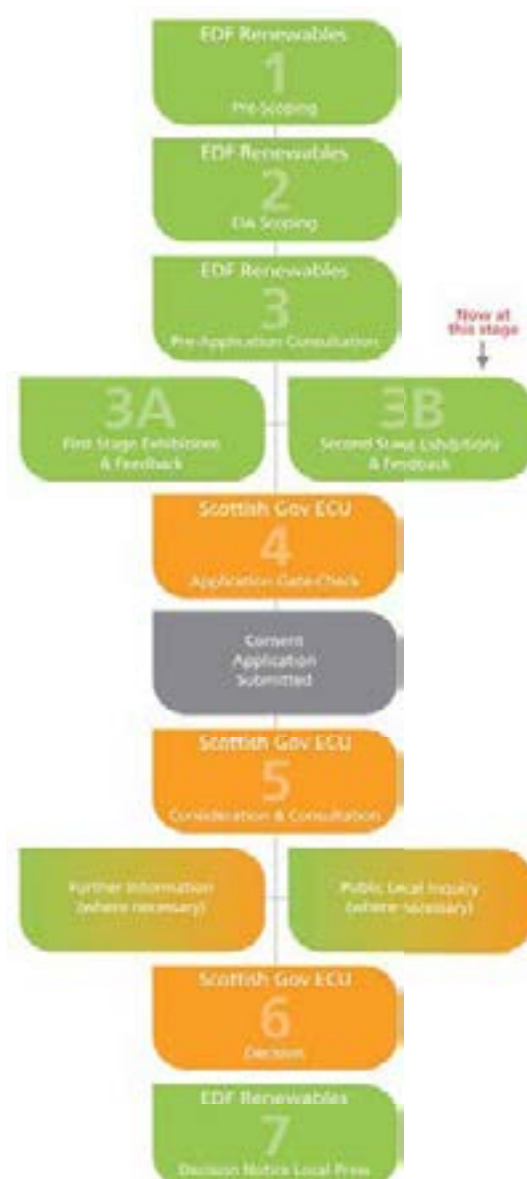 EDF Renewables
1
Pre-Scoping
EDF Renewables
2
EIA Scoping
EDF Renewables
3
Pre-Application Consultation
Now at
this stage
3A
First Stage Exhibitions
& Feedback
3B
Second Stage Exhibitions
& Feedback
Scottish Gov ECU
4
Application Gate-Check
Consent
Application
Submitted
Scottish Gov ECU
5
Consideration & Consultation
Further Information
(where necessary)
Public Local Inquiry
(where necessary)
Scottish Gov ECU
6
Decision
EDF Renewables
7
Decision Notice Local Press